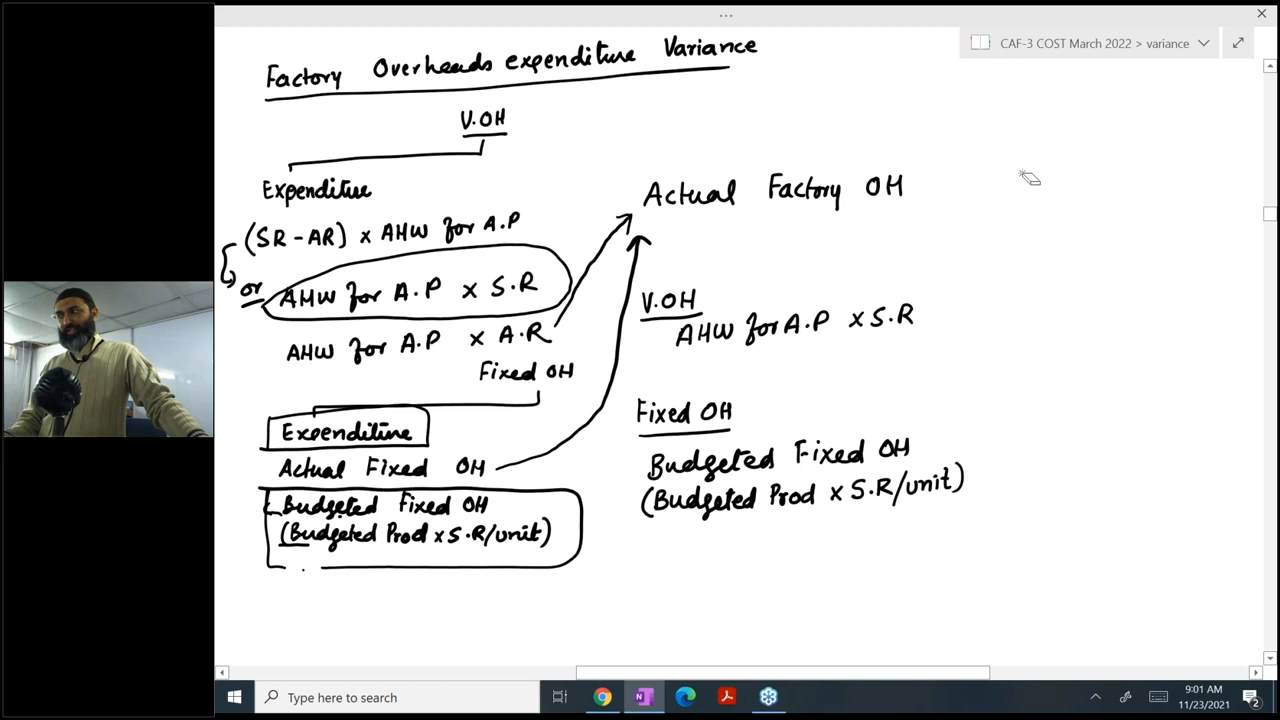 CAF-3 COST March 2022 > variance
Factory Overheads expenditure Variance
V.OH
Expenditure
(SR - AR) x AHW for A.P
or AHW for A.P x S.R
AHW for A.P x A.R
Fixed OH
Expenditure
Actual Fixed OH
Budgeted Fixed OH
(Budgeted Prod x S.R/unit)
Actual Factory OH
V.OH
AHW for A.P x S.R
Fixed OH
Budgeted Fixed OH
(Budgeted Prod x S.R/unit)
Type here to search
9:01 AM
11/23/2021
2